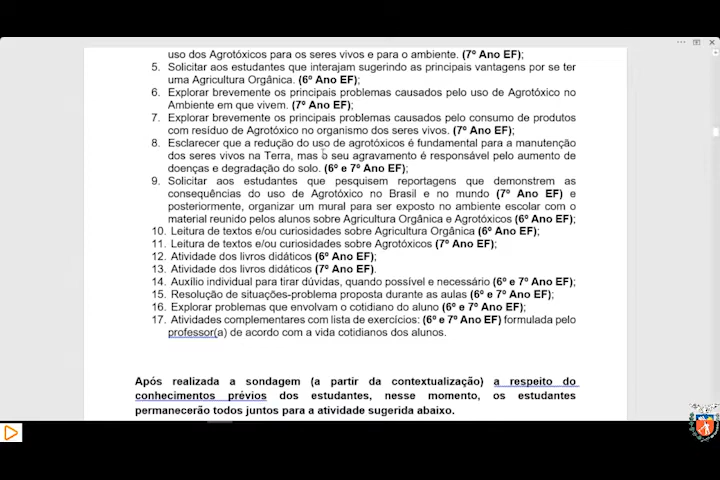 uso dos Agrotóxicos para os seres vivos e para o ambiente. (7º Ano EF);
5. Solicitar aos estudantes que interajam sugerindo as principais vantagens por se ter
uma Agricultura Orgânica. (6º Ano EF);
6. Explorar brevemente os principais problemas causados pelo uso de Agrotóxico no
Ambiente em que vivem. (7º Ano EF);
7. Explorar brevemente os principais problemas causados pelo consumo de produtos
com resíduo de Agrotóxico no organismo dos seres vivos. (7º Ano EF);
8. Esclarecer que a redução do uso de agrotóxicos é fundamental para a manutenção
dos seres vivos na Terra, mas o seu agravamento é responsável pelo aumento de
doenças e degradação do solo. (6º e 7º Ano EF);
9. Solicitar aos estudantes que pesquisem reportagens que demonstrem as
consequências do uso de Agrotóxico no Brasil e no mundo (7º Ano EF) e
posteriormente, organizar um mural para ser exposto no ambiente escolar com o
material reunido pelos alunos sobre Agricultura Orgânica e Agrotóxicos (6º Ano EF);
10. Leitura de textos e/ou curiosidades sobre Agricultura Orgânica (6º Ano EF);
11. Leitura de textos e/ou curiosidades sobre Agrotóxicos (7º Ano EF);
12. Atividade dos livros didáticos (6º Ano EF);
13. Atividade dos livros didáticos (7º Ano EF).
14. Auxílio individual para tirar dúvidas, quando possível e necessário (6º e 7º Ano EF);
15. Resolução de situações-problema proposta durante as aulas (6º e 7º Ano EF);
16. Explorar problemas que envolvam o cotidiano do aluno (6º e 7º Ano EF);
17. Atividades complementares com lista de exercícios: (6º e 7º Ano EF) formulada pelo
professor(a) de acordo com a vida cotidianos dos alunos.
Após realizada a sondagem (a partir da contextualização) a respeito do
conhecimentos prévios dos estudantes, nesse momento, os estudantes
permanecerão todos juntos para a atividade sugerida abaixo.